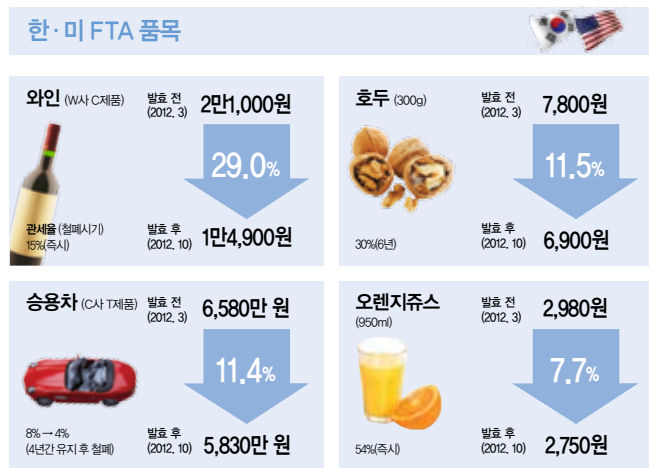 한·미 FTA 품목
와인 (W사 C제품)
발효 전
(2012. 3)
2만1,000원
29.0%
관세율 (철폐시기)
15%(즉시)
발효 후
(2012. 10)
1만4,900원
호두 (300g)
발효 전
(2012. 3)
7,800원
11.5%
30%(6년)
발효 후
(2012. 10)
6,900원
승용차 (C사 T제품)
발효 전
(2012. 3)
6,580만 원
11.4%
8% → 4%
(4년간 유지 후 철폐)
발효 후
(2012. 10)
5,830만 원
오렌지쥬스
(950ml)
발효 전
(2012. 3)
2,980원
7.7%
54%(즉시)
발효 후
(2012. 10)
2,750원